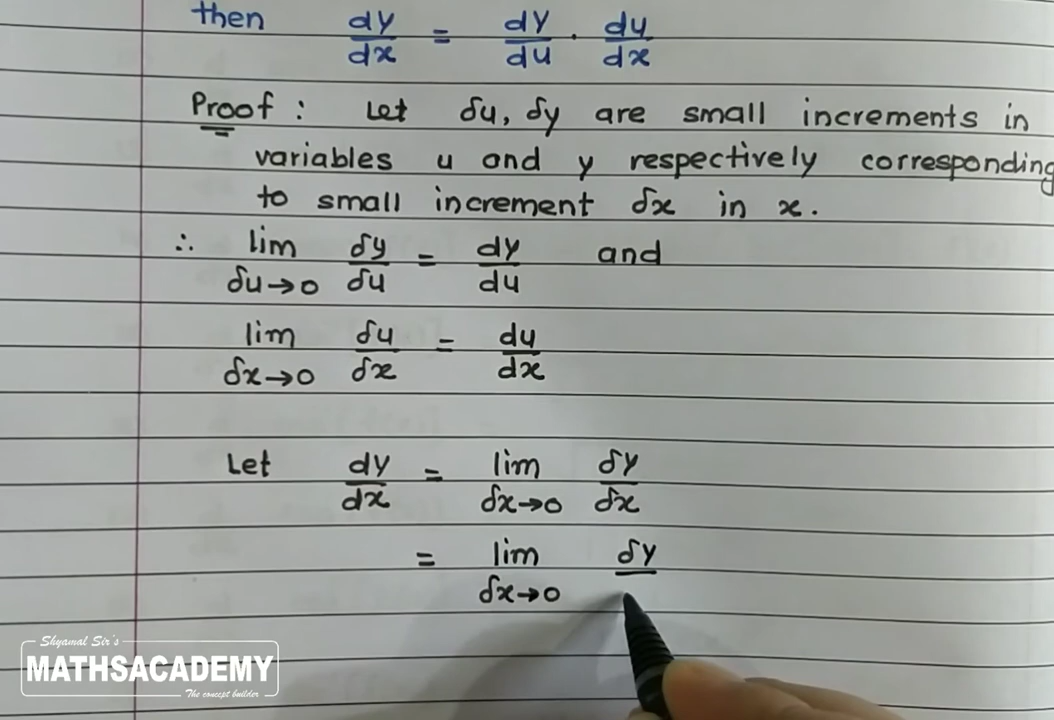 then dy/dx = dy/du · du/dx
Proof : Let δu, δy are small increments in
variables u and y respectively corresponding
to small increment δx in x.
∴ lim δu→0 δy/δu = dy/du and
lim δx→0 δu/δx = du/dx
Let dy/dx = lim δx→0 δy/δx
= lim δx→0 δy/
Shyamal Sir's
MATHSACADEMY
The concept builder